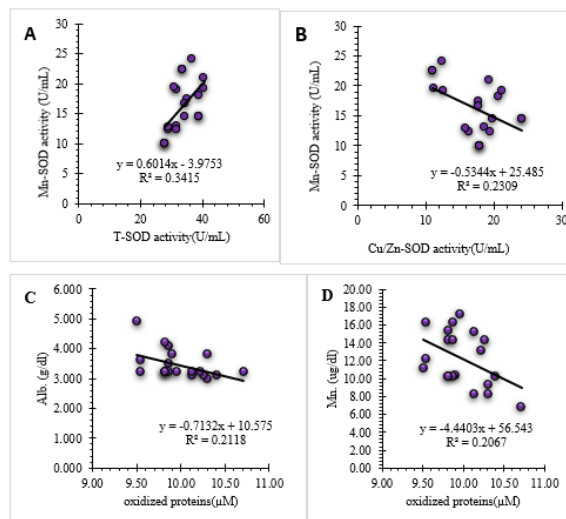 A
Mn-SOD activity (U/mL)
30
25
20
15
10
5
0
y = 0.6014x - 3.9753
R² = 0.3415
0 20 40 60
T-SOD activity(U/mL)
B
Mn-SOD activity (U/mL)
30
25
20
15
10
5
0
y = -0.5344x + 25.485
R² = 0.2309
0 10 20 30
Cu/Zn-SOD activity(U/mL)
C
Alb. (g/dl)
6.000
5.000
4.000
3.000
2.000
1.000
0.000
y = -0.7132x + 10.575
R² = 0.2118
9.00 10.00 11.00
oxidized proteins(µM)
D
Mn. (ug/dl)
20.00
18.00
16.00
14.00
12.00
10.00
8.00
6.00
4.00
2.00
0.00
y = -4.4403x + 56.543
R² = 0.2067
9.00 9.50 10.00 10.50 11.00
oxidized proteins(µM)